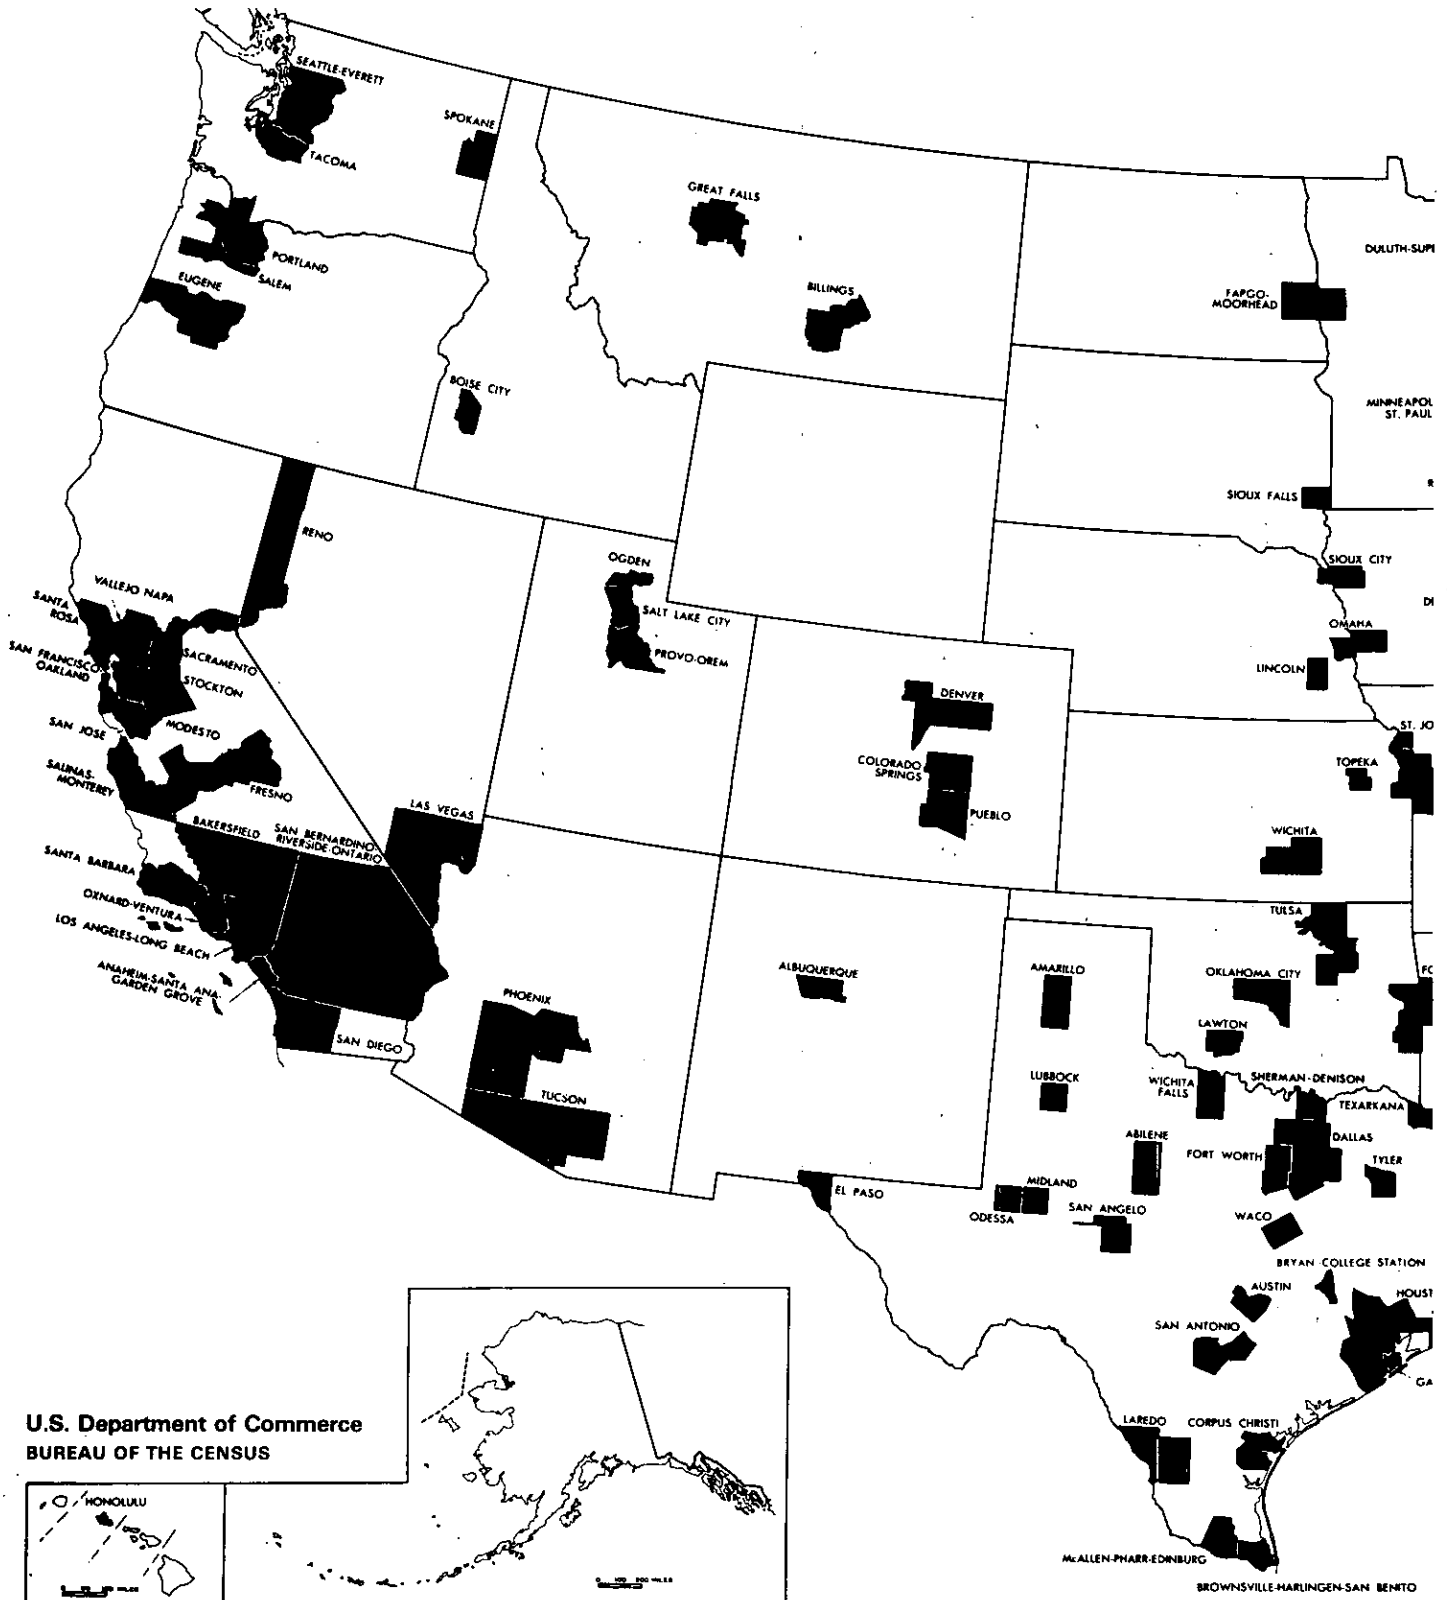 SEATTLE-EVERETT
SPOKANE
TACOMA
GREAT FALLS
DULUTH-SUPE
PORTLAND
SALEM
EUGENE
BILLINGS
FARGO-
MOORHEAD
BOISE CITY
MINNEAPOL
ST. PAUL
SIOUX FALLS
RENO
OGDEN
SIOUX CITY
VALLEJO NAPA
SANTA
ROSA
SALT LAKE CITY
OMAHA
SAN FRANCISCO-
OAKLAND
SACRAMENTO
PROVO-OREM
LINCOLN
STOCKTON
DENVER
SAN JOSE
MODESTO
ST. JO
COLORADO
SPRINGS
TOPEKA
SALINAS-
MONTEREY
FRESNO
LAS VEGAS
PUEBLO
BAKERSFIELD
SAN BERNARDINO-
RIVERSIDE-ONTARIO
WICHITA
SANTA BARBARA
OXNARD-VENTURA
TULSA
LOS ANGELES-LONG BEACH
ANAHEIM-SANTA ANA-
GARDEN GROVE
ALBUQUERQUE
AMARILLO
OKLAHOMA CITY
PHOENIX
LAWTON
SAN DIEGO
LUBBOCK
WICHITA
FALLS
SHERMAN-DENISON
TUCSON
TEXARKANA
ABILENE
DALLAS
FORT WORTH
TYLER
EL PASO
MIDLAND
ODESSA
SAN ANGELO
WACO
BRYAN-COLLEGE STATION
AUSTIN
HOUST
SAN ANTONIO
GA
U.S. Department of Commerce
BUREAU OF THE CENSUS
LAREDO
CORPUS CHRISTI
HONOLULU
McALLEN-PHARR-EDINBURG
BROWNSVILLE-HARLINGEN-SAN BENITO